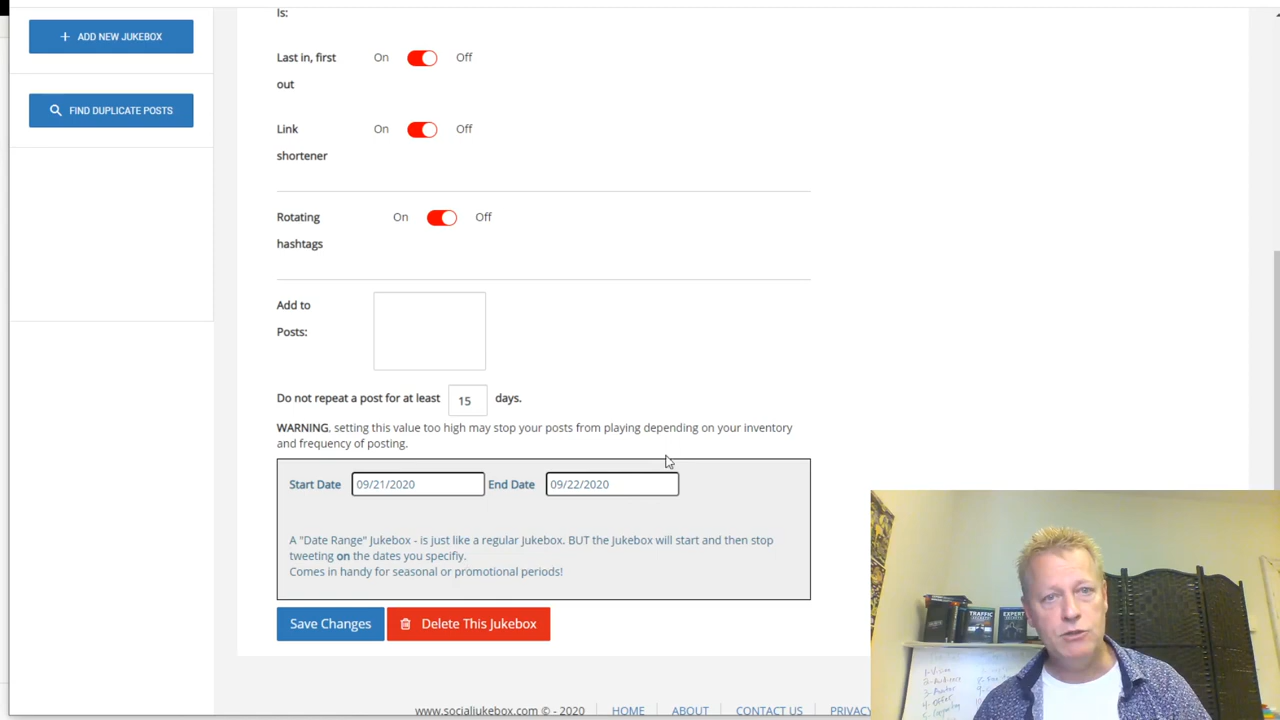 ADD NEW JUKEBOX
FIND DUPLICATE POSTS
Is:
Last in, first
out
On Off
Link
shortener
On Off
Rotating
hashtags
On Off
Add to
Posts:
Do not repeat a post for at least 15 days.
WARNING. setting this value too high may stop your posts from playing depending on your inventory
and frequency of posting.
Start Date 09/21/2020 End Date 09/22/2020
A "Date Range" Jukebox - is just like a regular Jukebox. BUT the Jukebox will start and then stop
tweeting on the dates you specifiy.
Comes in handy for seasonal or promotional periods!
Save Changes Delete This Jukebox
www.socialjukebox.com © - 2020 HOME ABOUT CONTACT US PRIVACY
TRAFFIC
SECRETS
EXPERT
SECRETS